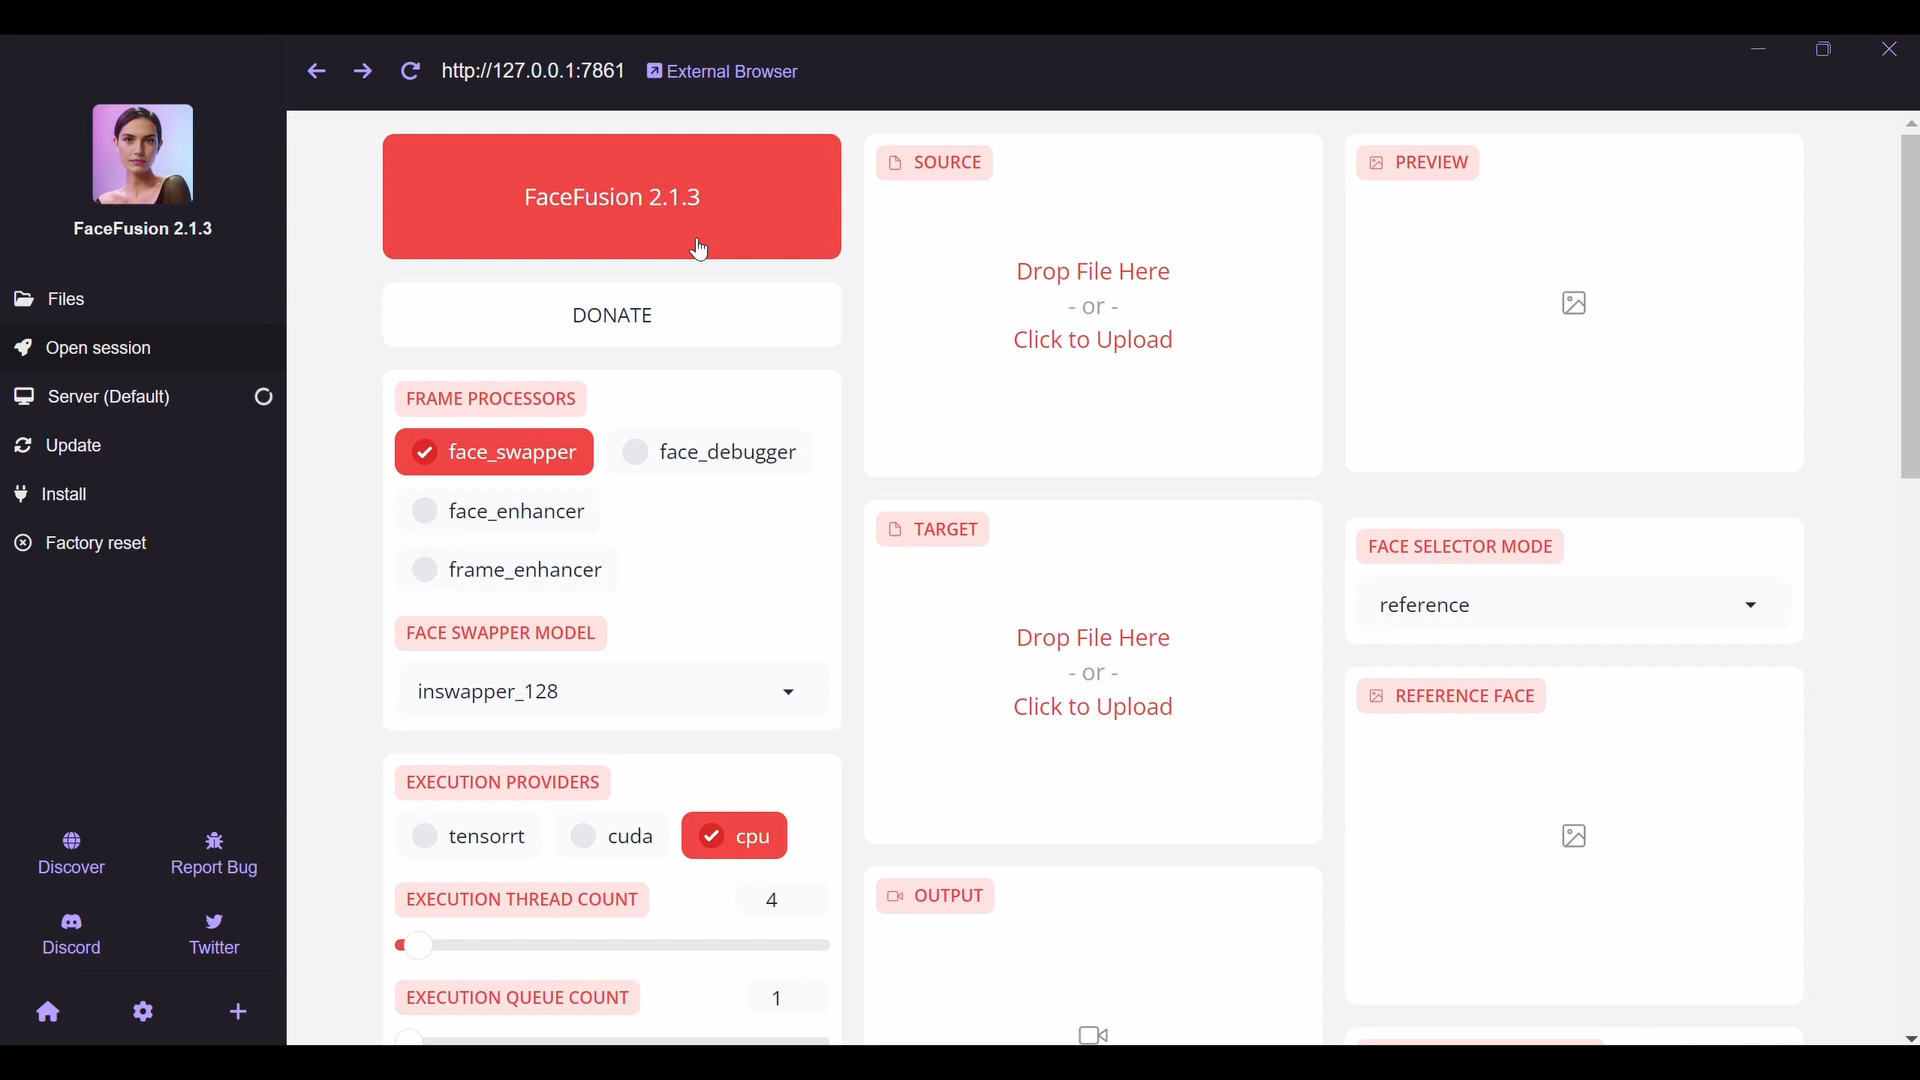 http://127.0.0.1:7861 External Browser
FaceFusion 2.1.3
Files
Open session
Server (Default)
Update
Install
Factory reset
Discover
Report Bug
Discord
Twitter
FaceFusion 2.1.3
DONATE
FRAME PROCESSORS
face_swapper face_debugger
face_enhancer
frame_enhancer
FACE SWAPPER MODEL
inswapper_128
EXECUTION PROVIDERS
tensorrt cuda cpu
EXECUTION THREAD COUNT 4
EXECUTION QUEUE COUNT 1
SOURCE
Drop File Here
- or -
Click to Upload
TARGET
Drop File Here
- or -
Click to Upload
OUTPUT
PREVIEW
FACE SELECTOR MODE
reference
REFERENCE FACE